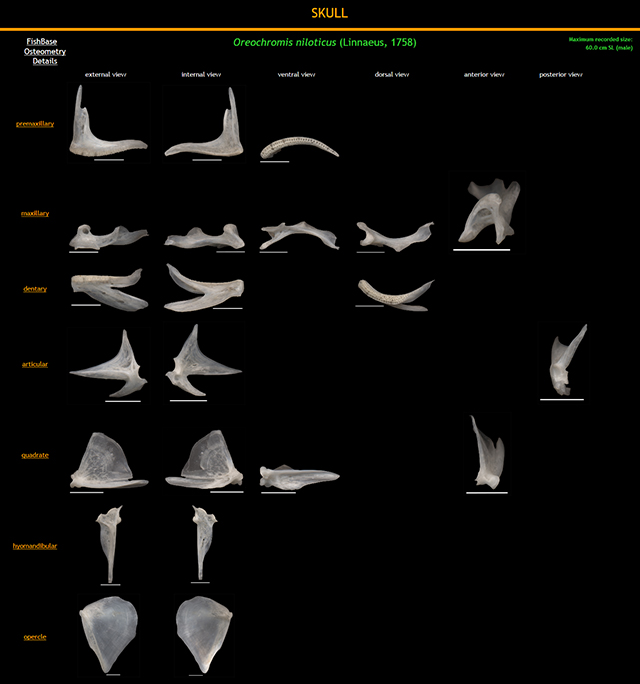 SKULL
FishBase
Osteometry
Details
Oreochromis niloticus (Linnaeus, 1758)
Maximum recorded size:
60.0 cm SL (male)
external view internal view ventral view dorsal view anterior view posterior view
premaxillary
maxillary
dentary
articular
quadrate
hyomandibular
opercle